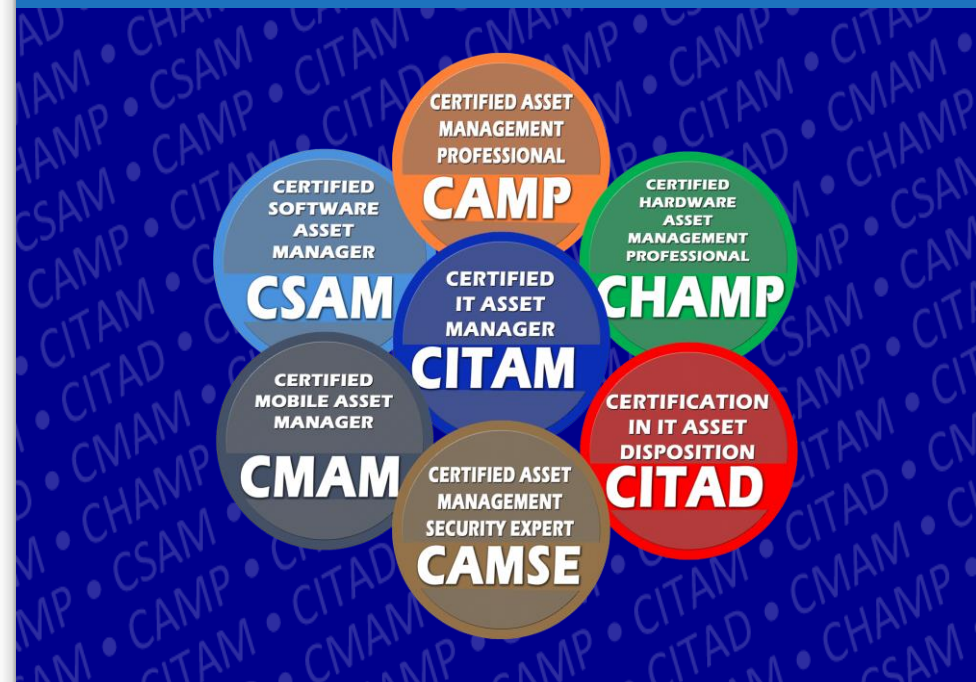 CERTIFIED ASSET
MANAGEMENT
PROFESSIONAL
CAMP
CERTIFIED
SOFTWARE
ASSET
MANAGER
CSAM
CERTIFIED
HARDWARE
ASSET
MANAGEMENT
PROFESSIONAL
CHAMP
CERTIFIED
IT ASSET
MANAGER
CITAM
CERTIFIED
MOBILE ASSET
MANAGER
CMAM
CERTIFICATION
IN IT ASSET
DISPOSITION
CITAD
CERTIFIED ASSET
MANAGEMENT
SECURITY EXPERT
CAMSE